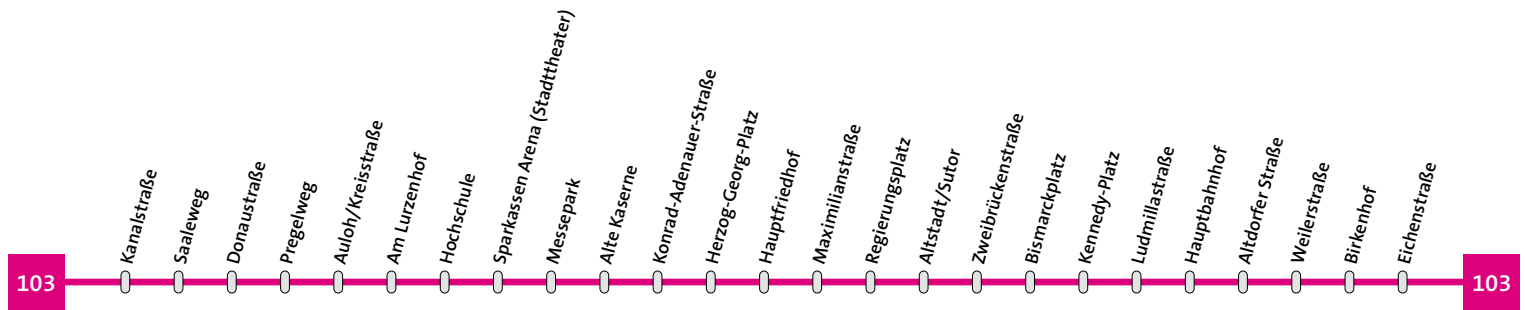 103
Kanalstraße
Saaleweg
Donaustraße
Pregelweg
Auloh/Kreisstraße
Am Lurzenhof
Hochschule
Sparkassen Arena (Stadttheater)
Messepark
Alte Kaserne
Konrad-Adenauer-Straße
Herzog-Georg-Platz
Hauptfriedhof
Maximilianstraße
Regierungsplatz
Altstadt/Sutor
Zweibrückenstraße
Bismarckplatz
Kennedy-Platz
Ludmillastraße
Hauptbahnhof
Altdorfer Straße
Weilerstraße
Birkenhof
Eichenstraße
103